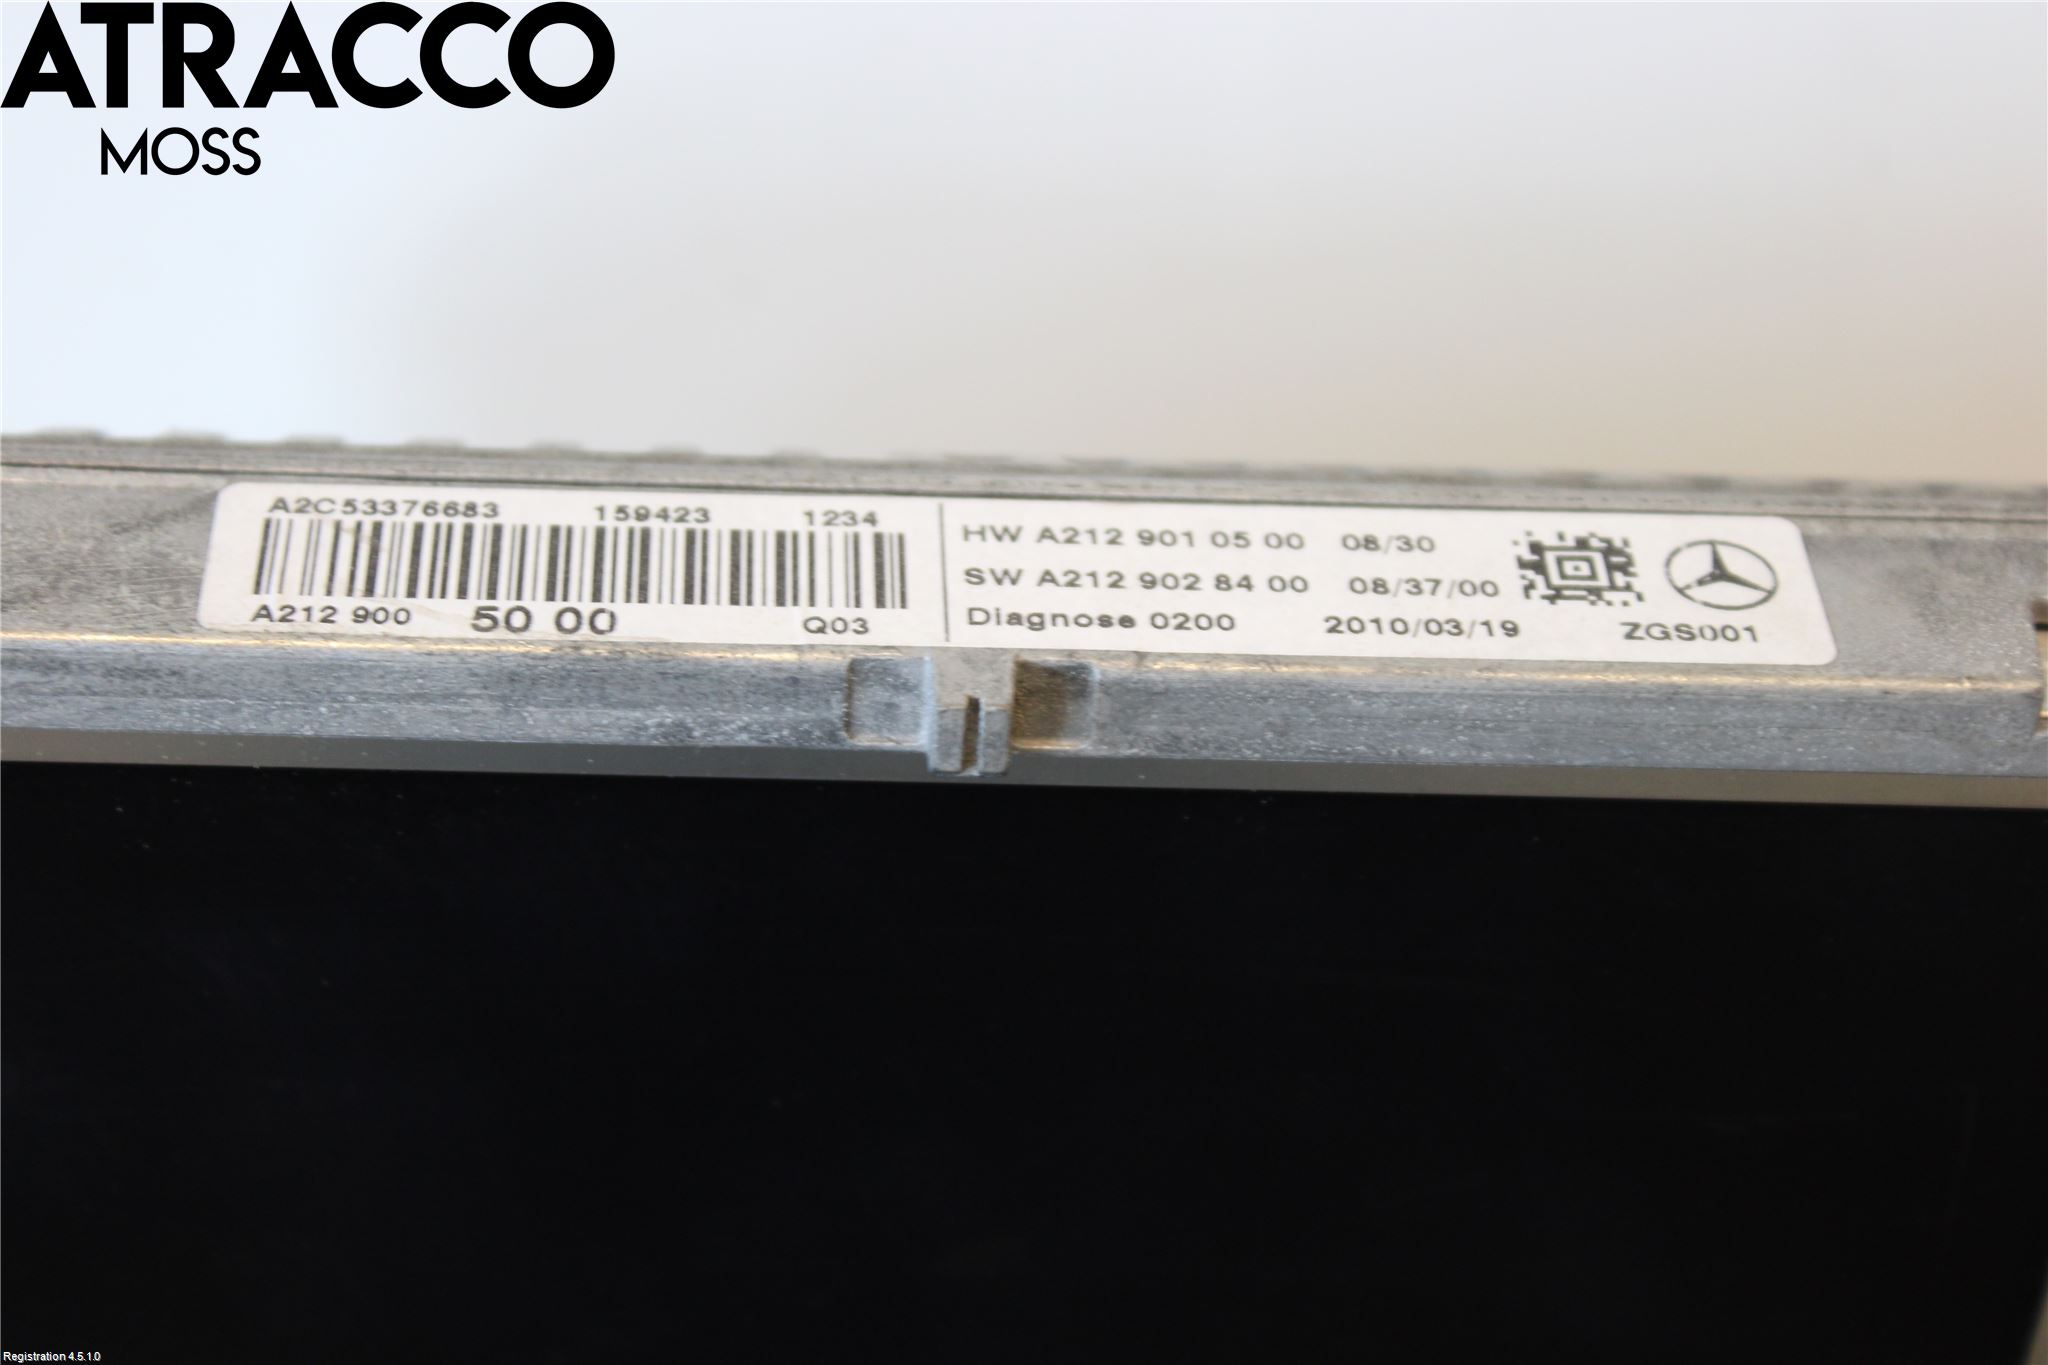 ATRACCO
MOSS
A2C53376683 159423 1234
A212 900 50 00 Q03
HW A212 901 05 00 08/30
SW A212 902 84 00 08/37/00
Diagnose 0200 2010/03/19 ZGS001
Registration 4.5.1.0